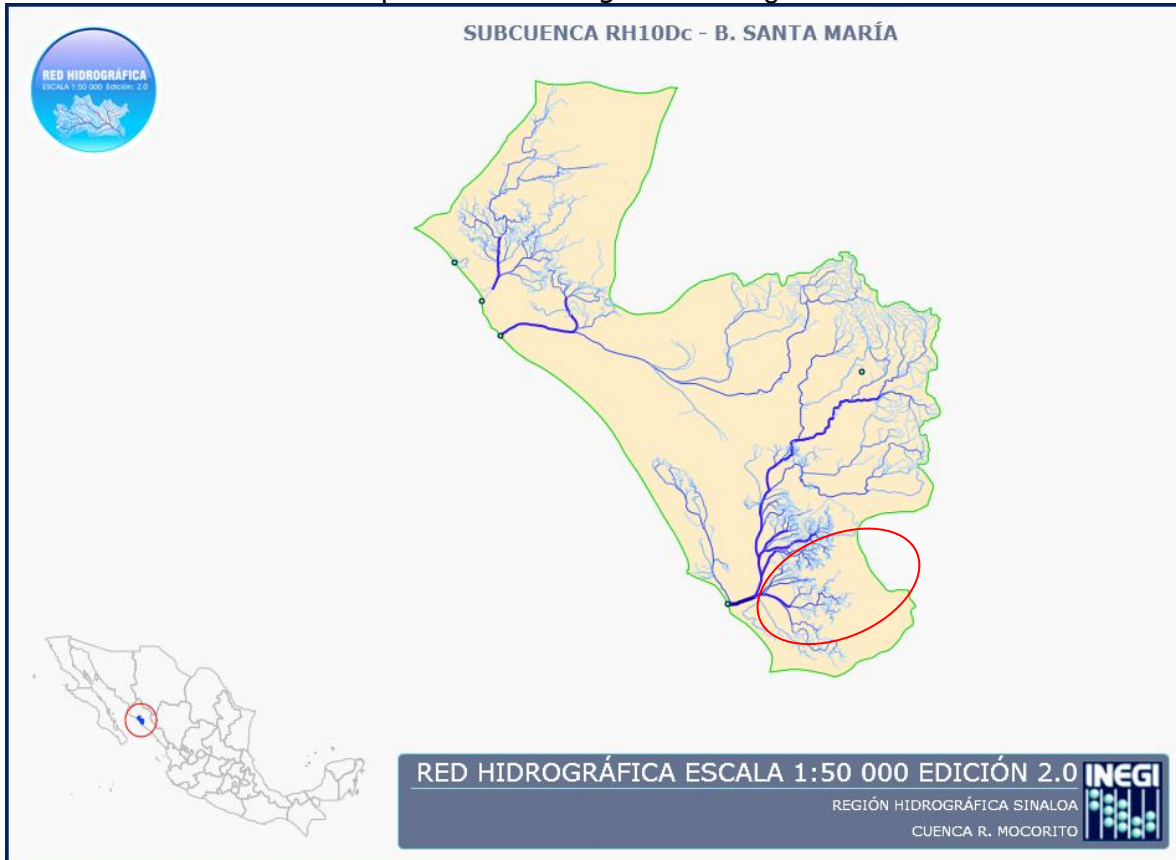 SUBCUENCA RH10Dc - B. SANTA MARÍA
RED HIDROGRÁFICA
ESCALA 1:50 000 Edición: 2.0
RED HIDROGRÁFICA ESCALA 1:50 000 EDICIÓN 2.0
INEGI
REGIÓN HIDROGRÁFICA SINALOA
CUENCA R. MOCORITO